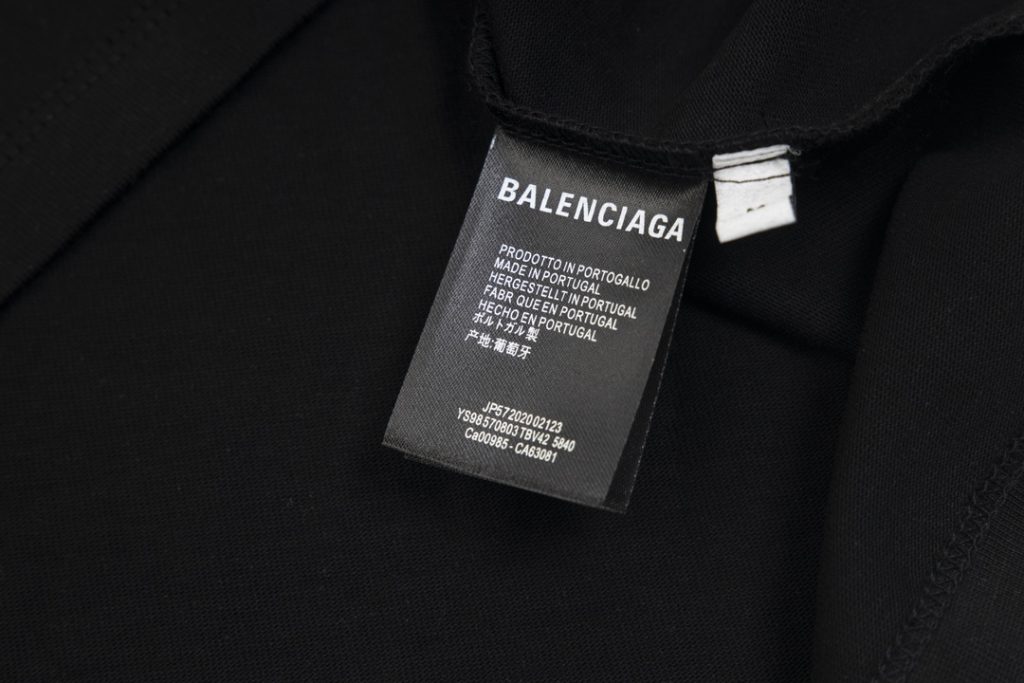 BALENCIAGA
PRODOTTO IN PORTOGALLO
MADE IN PORTUGAL
HERGESTELLT IN PORTUGAL
FABR QUE EN PORTUGAL
HECHO EN PORTUGAL
ポルトガル製
产地:葡萄牙
JP57202002123
YS98570803TBV42 5840
Ca00985-CA63081